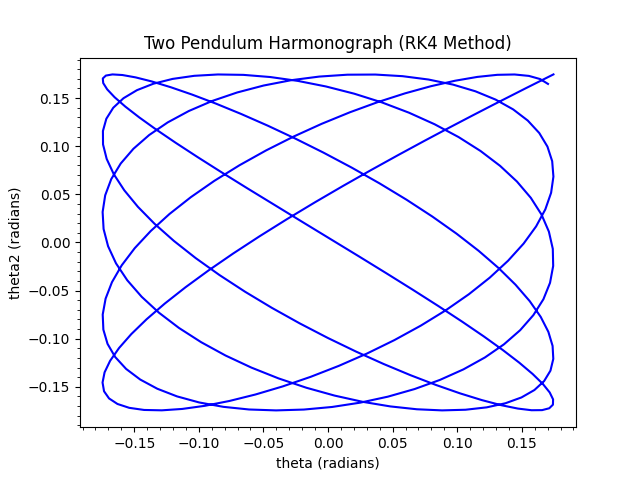 Two Pendulum Harmonograph (RK4 Method)
theta2 (radians)
0.15
0.10
0.05
0.00
−0.05
−0.10
−0.15
−0.15 −0.10 −0.05 0.00 0.05 0.10 0.15
theta (radians)